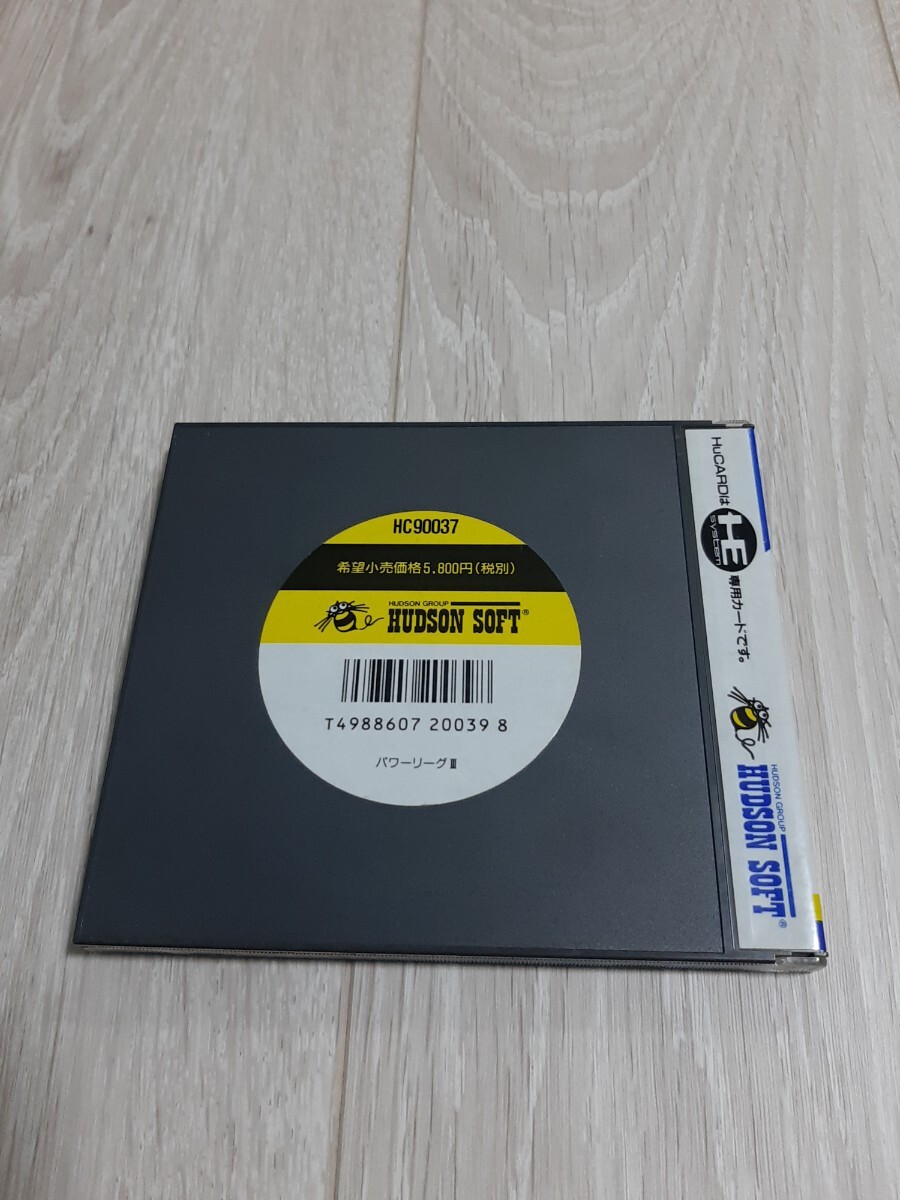 HC90037
希望小売価格5,800円(税別)
HUDSON GROUP
HUDSON SOFT®
T4988607 20039 8
パワーリーグⅢ
HuCARDは
HE
SYSTEM
専用カードです。
HUDSON GROUP
HUDSON SOFT®